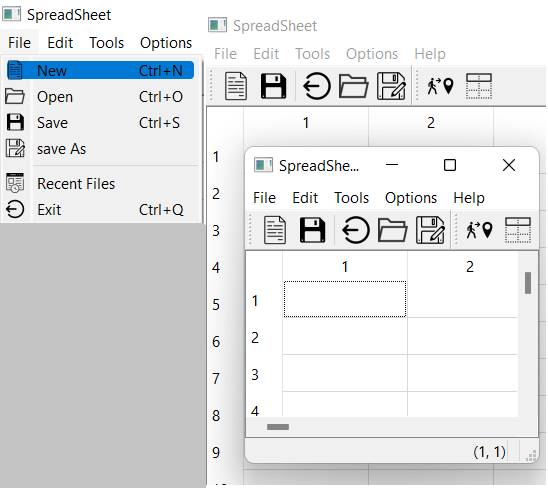 SpreadSheet
File Edit Tools Options
New Ctrl+N
Open Ctrl+O
Save Ctrl+S
save As
Recent Files
Exit Ctrl+Q
SpreadSheet
File Edit Tools Options Help
1 2
1
2
3
4
5
6
7
8
9
SpreadShe...
File Edit Tools Options Help
1 2
1
2
3
4
(1, 1)